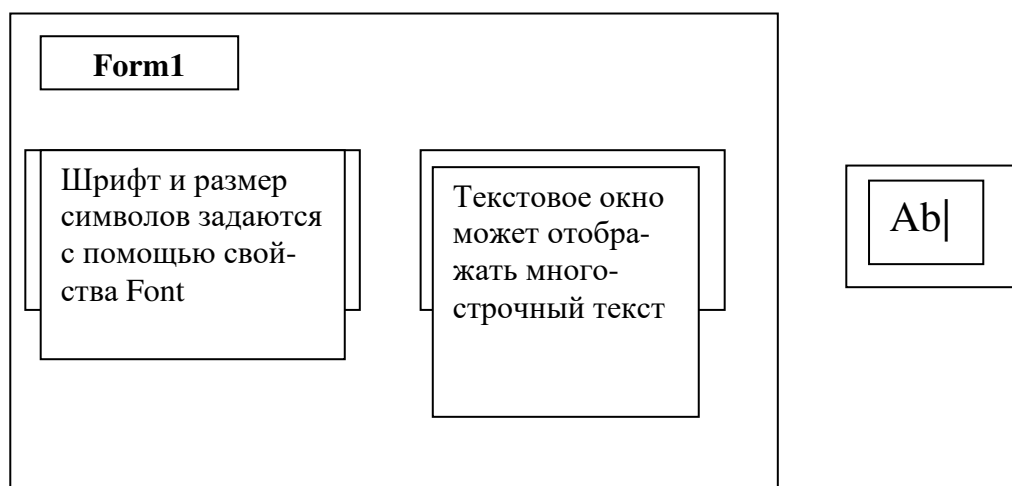 Form1
Шрифт и размер
символов задаются
с помощью свой-
ства Font
Текстовое окно
может отобра-
жать много-
строчный текст
Ab|